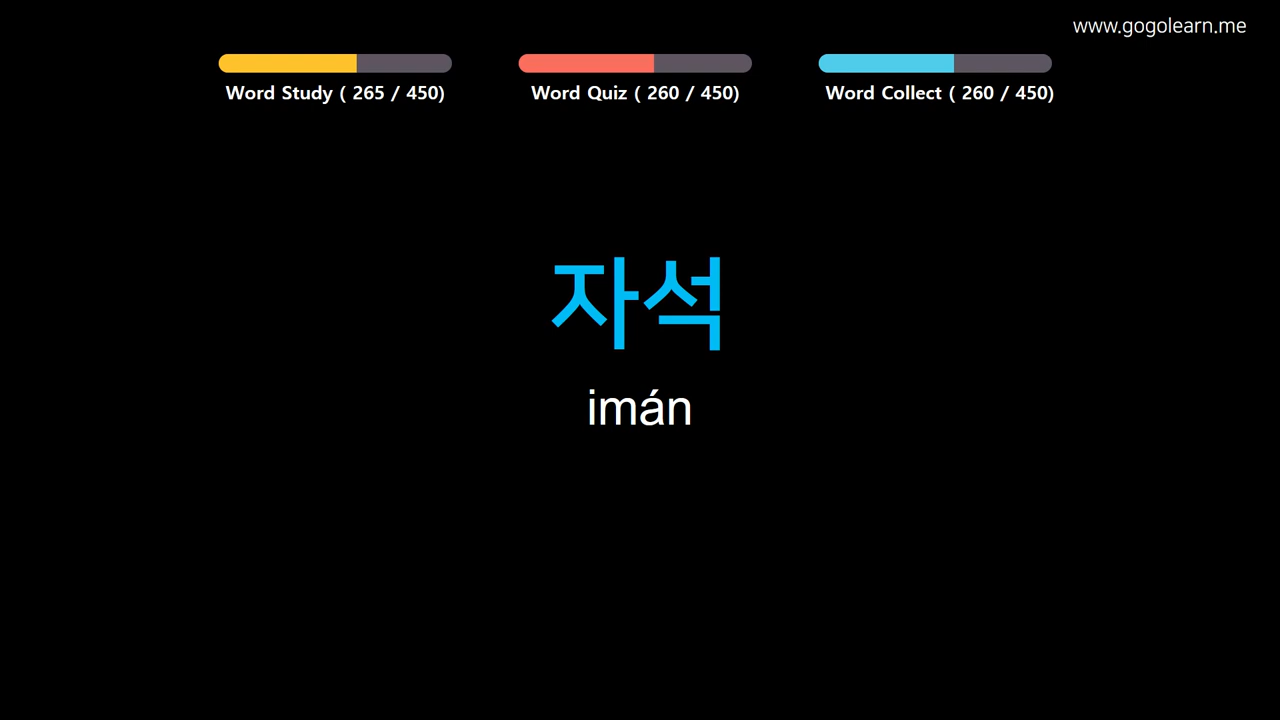 www.gogolearn.me
Word Study ( 265 / 450)
Word Quiz ( 260 / 450)
Word Collect ( 260 / 450)
자석
imán